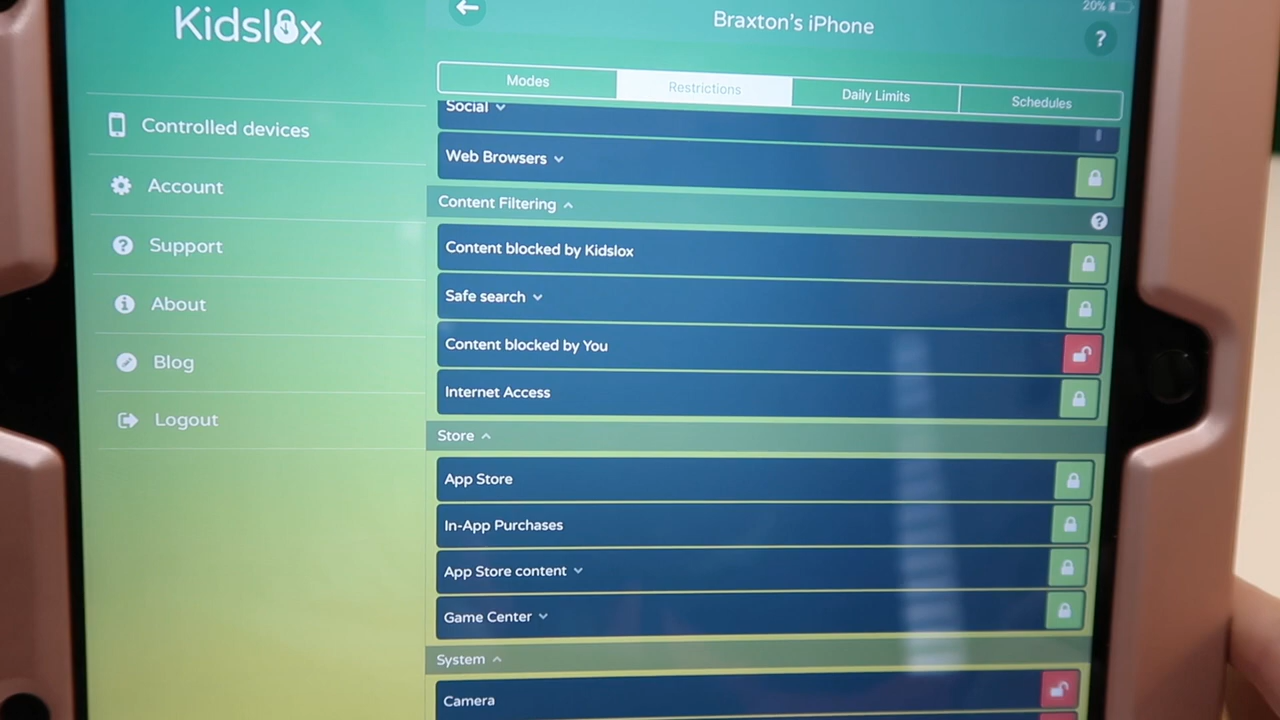 Kidslox
Controlled devices
Account
Support
About
Blog
Logout
20%
Braxton's iPhone
?
Modes
Restrictions
Daily Limits
Schedules
Social
Web Browsers
Content Filtering
?
Content blocked by Kidslox
Safe search
Content blocked by You
Internet Access
Store
App Store
In-App Purchases
App Store content
Game Center
System
Camera